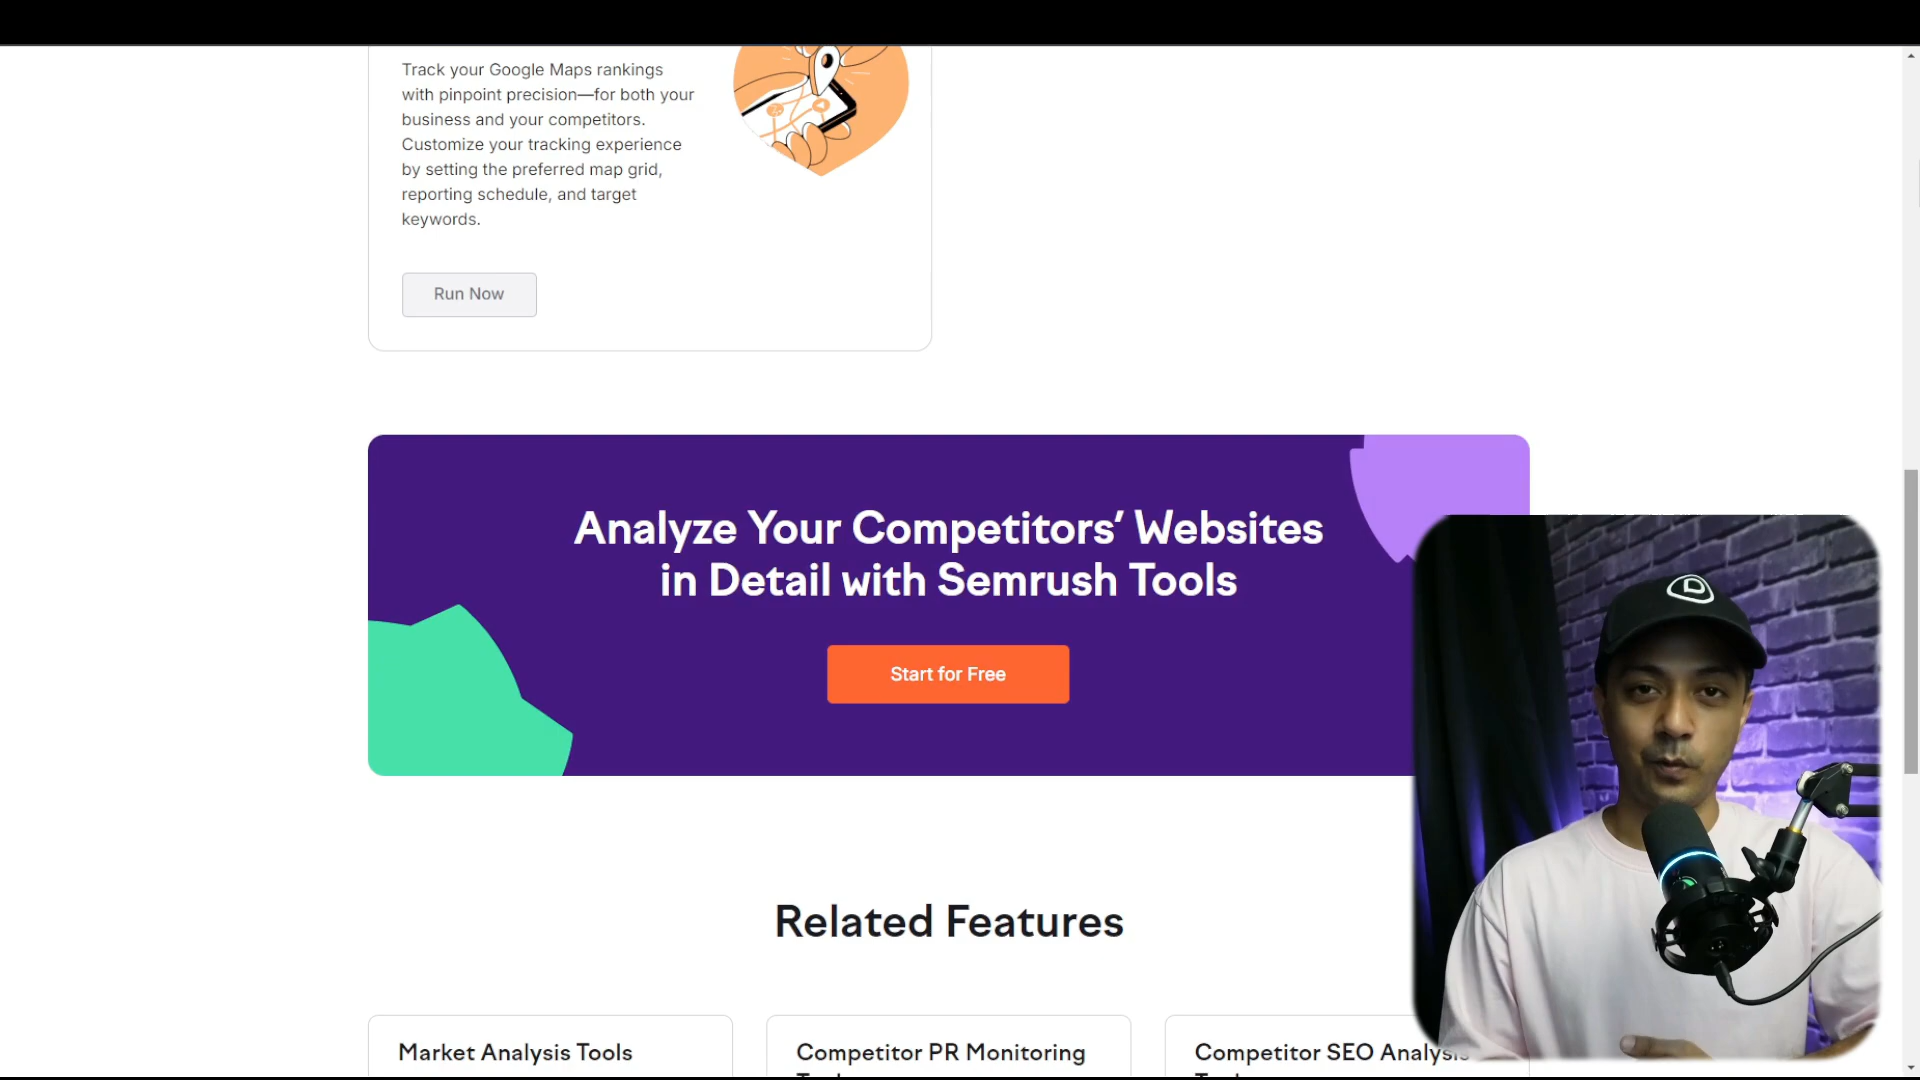 Track your Google Maps rankings
with pinpoint precision—for both your
business and your competitors.
Customize your tracking experience
by setting the preferred map grid,
reporting schedule, and target
keywords.
Run Now
Analyze Your Competitors’ Websites
in Detail with Semrush Tools
Start for Free
Related Features
Market Analysis Tools
Competitor PR Monitoring
Competitor SEO Analysis